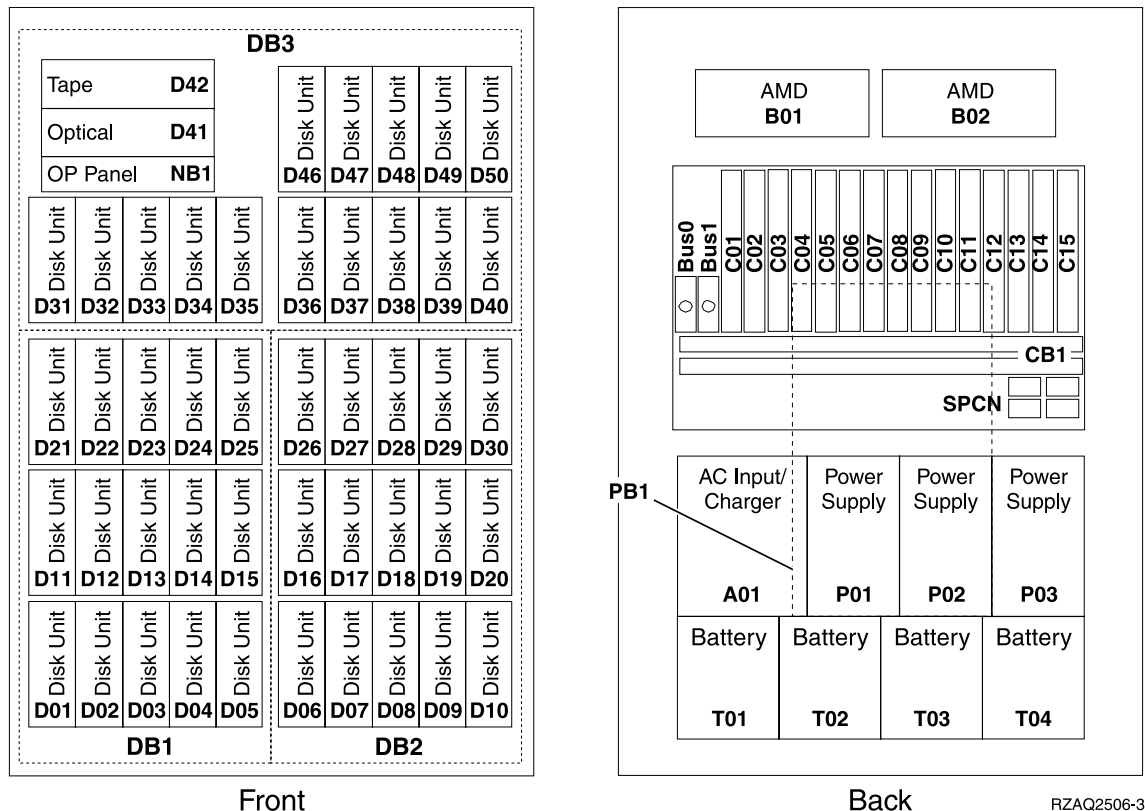 DB3
Tape D42
Optical D41
OP Panel NB1
Disk Unit Disk Unit Disk Unit Disk Unit Disk Unit
D46 D47 D48 D49 D50
Disk Unit Disk Unit Disk Unit Disk Unit Disk Unit
D31 D32 D33 D34 D35
Disk Unit Disk Unit Disk Unit Disk Unit Disk Unit
D36 D37 D38 D39 D40
Disk Unit Disk Unit Disk Unit Disk Unit Disk Unit
D21 D22 D23 D24 D25
Disk Unit Disk Unit Disk Unit Disk Unit Disk Unit
D26 D27 D28 D29 D30
Disk Unit Disk Unit Disk Unit Disk Unit Disk Unit
D11 D12 D13 D14 D15
Disk Unit Disk Unit Disk Unit Disk Unit Disk Unit
D16 D17 D18 D19 D20
Disk Unit Disk Unit Disk Unit Disk Unit Disk Unit
D01 D02 D03 D04 D05
Disk Unit Disk Unit Disk Unit Disk Unit Disk Unit
D06 D07 D08 D09 D10
DB1 DB2
Front
AMD
B01
AMD
B02
Bus0 Bus1 C01 C02 C03 C04 C05 C06 C07 C08 C09 C10 C11 C12 C13 C14 C15
CB1
SPCN
PB1
AC Input/
Charger
A01
Power
Supply
P01
Power
Supply
P02
Power
Supply
P03
Battery
T01
Battery
T02
Battery
T03
Battery
T04
Back
RZAQ2506-3